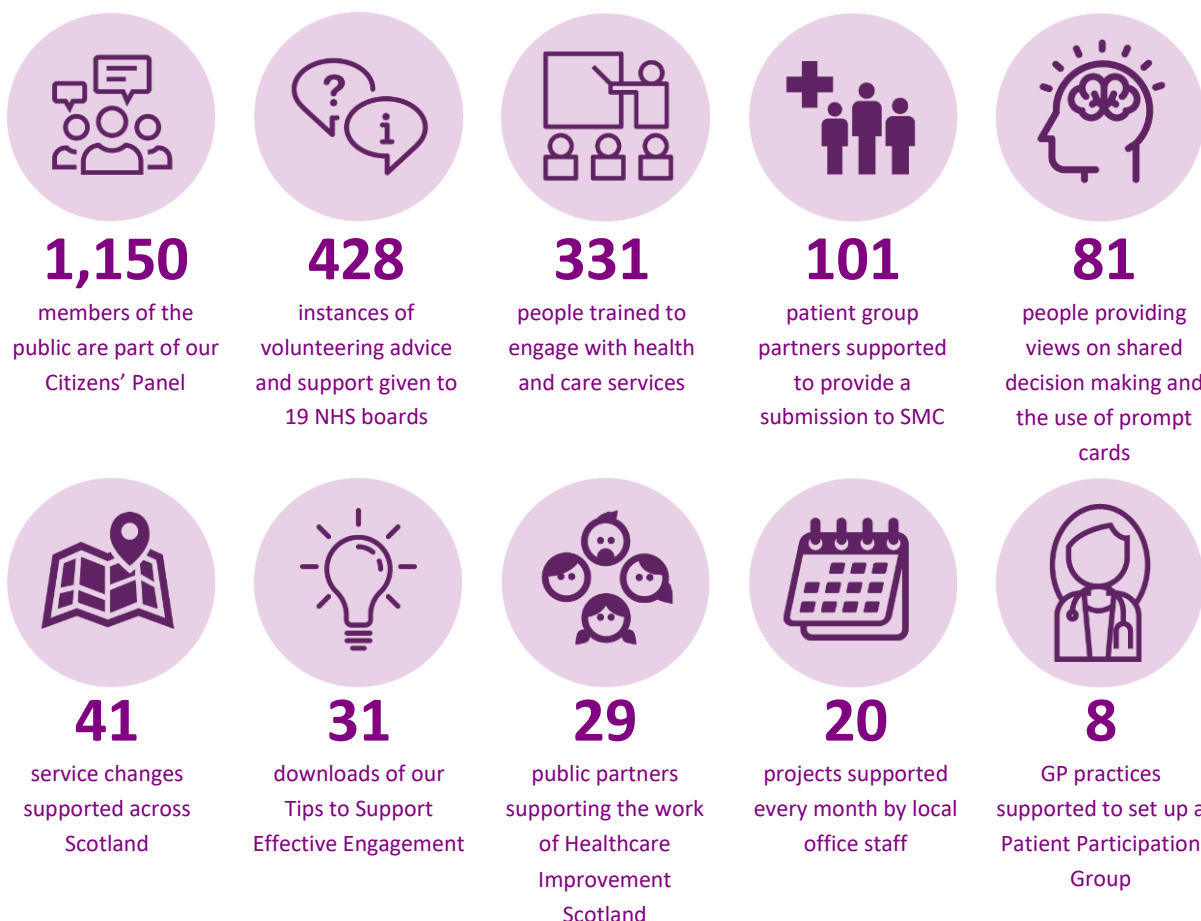 ?
i
1,150
members of the
public are part of our
Citizens’ Panel
428
instances of
volunteering advice
and support given to
19 NHS boards
331
people trained to
engage with health
and care services
101
patient group
partners supported
to provide a
submission to SMC
81
people providing
views on shared
decision making and
the use of prompt
cards
41
service changes
supported across
Scotland
31
downloads of our
Tips to Support
Effective Engagement
29
public partners
supporting the work
of Healthcare
Improvement
Scotland
20
projects supported
every month by local
office staff
8
GP practices
supported to set up a
Patient Participation
Group